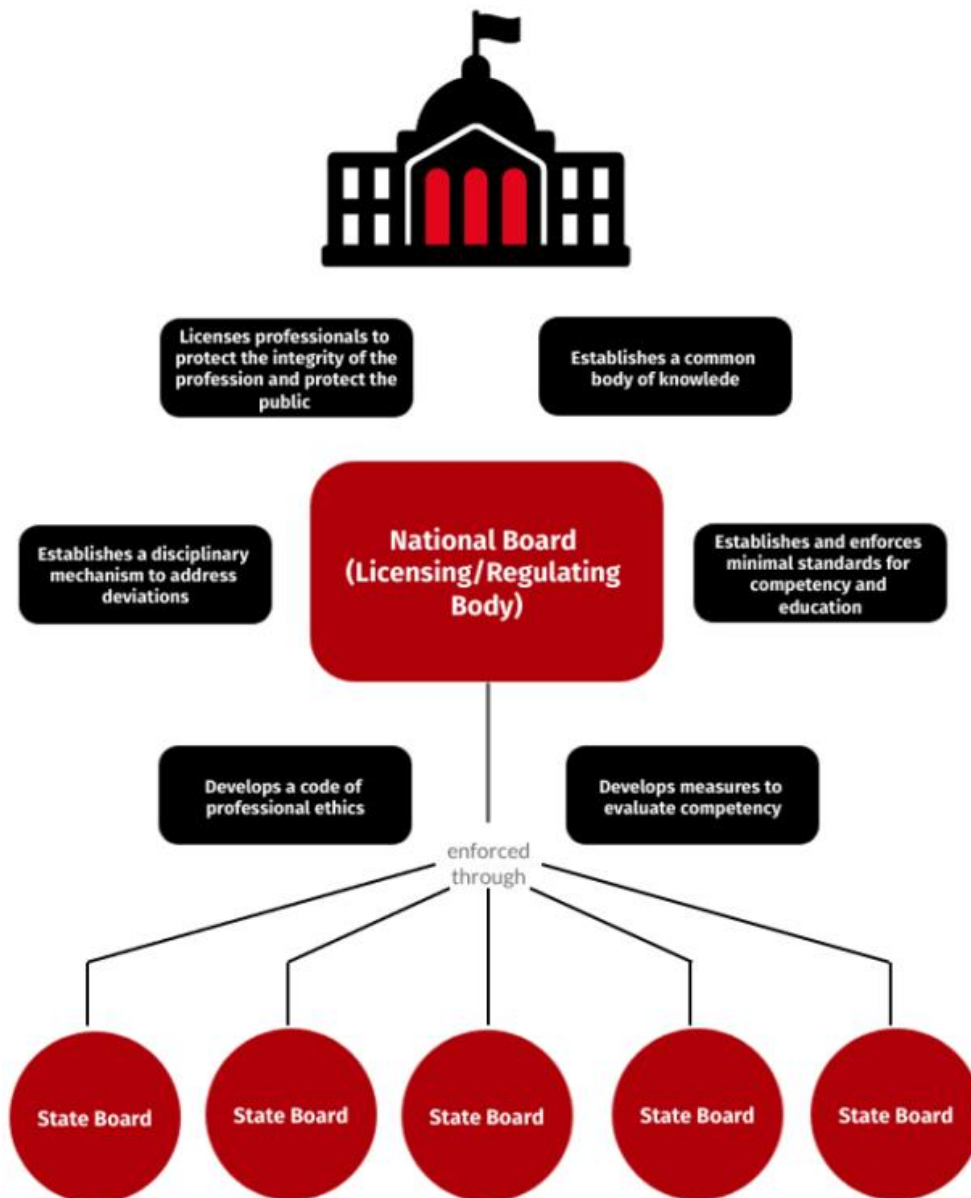 Licenses professionals to
protect the integrity of the
profession and protect the
public
Establishes a common
body of knowlede
Establishes a disciplinary
mechanism to address
deviations
National Board
(Licensing/Regulating
Body)
Establishes and enforces
minimal standards for
competency and
education
Develops a code of
professional ethics
Develops measures to
evaluate competency
enforced
through
State Board
State Board
State Board
State Board
State Board